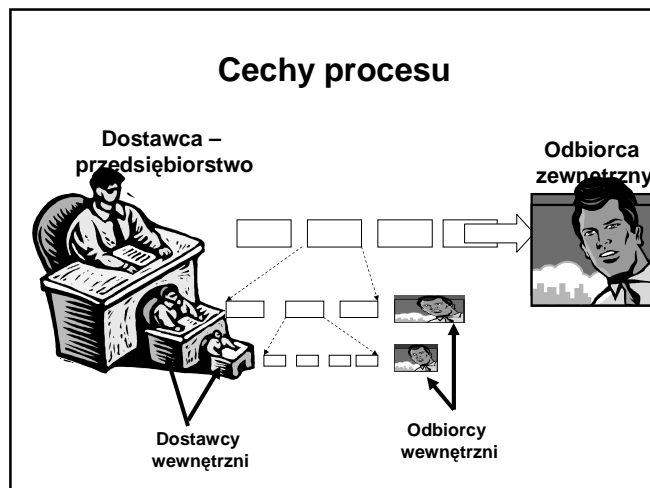 Cechy procesu
Dostawca –
przedsiębiorstwo
Odbiorca
zewnętrzny
Dostawcy
wewnętrzni
Odbiorcy
wewnętrzni